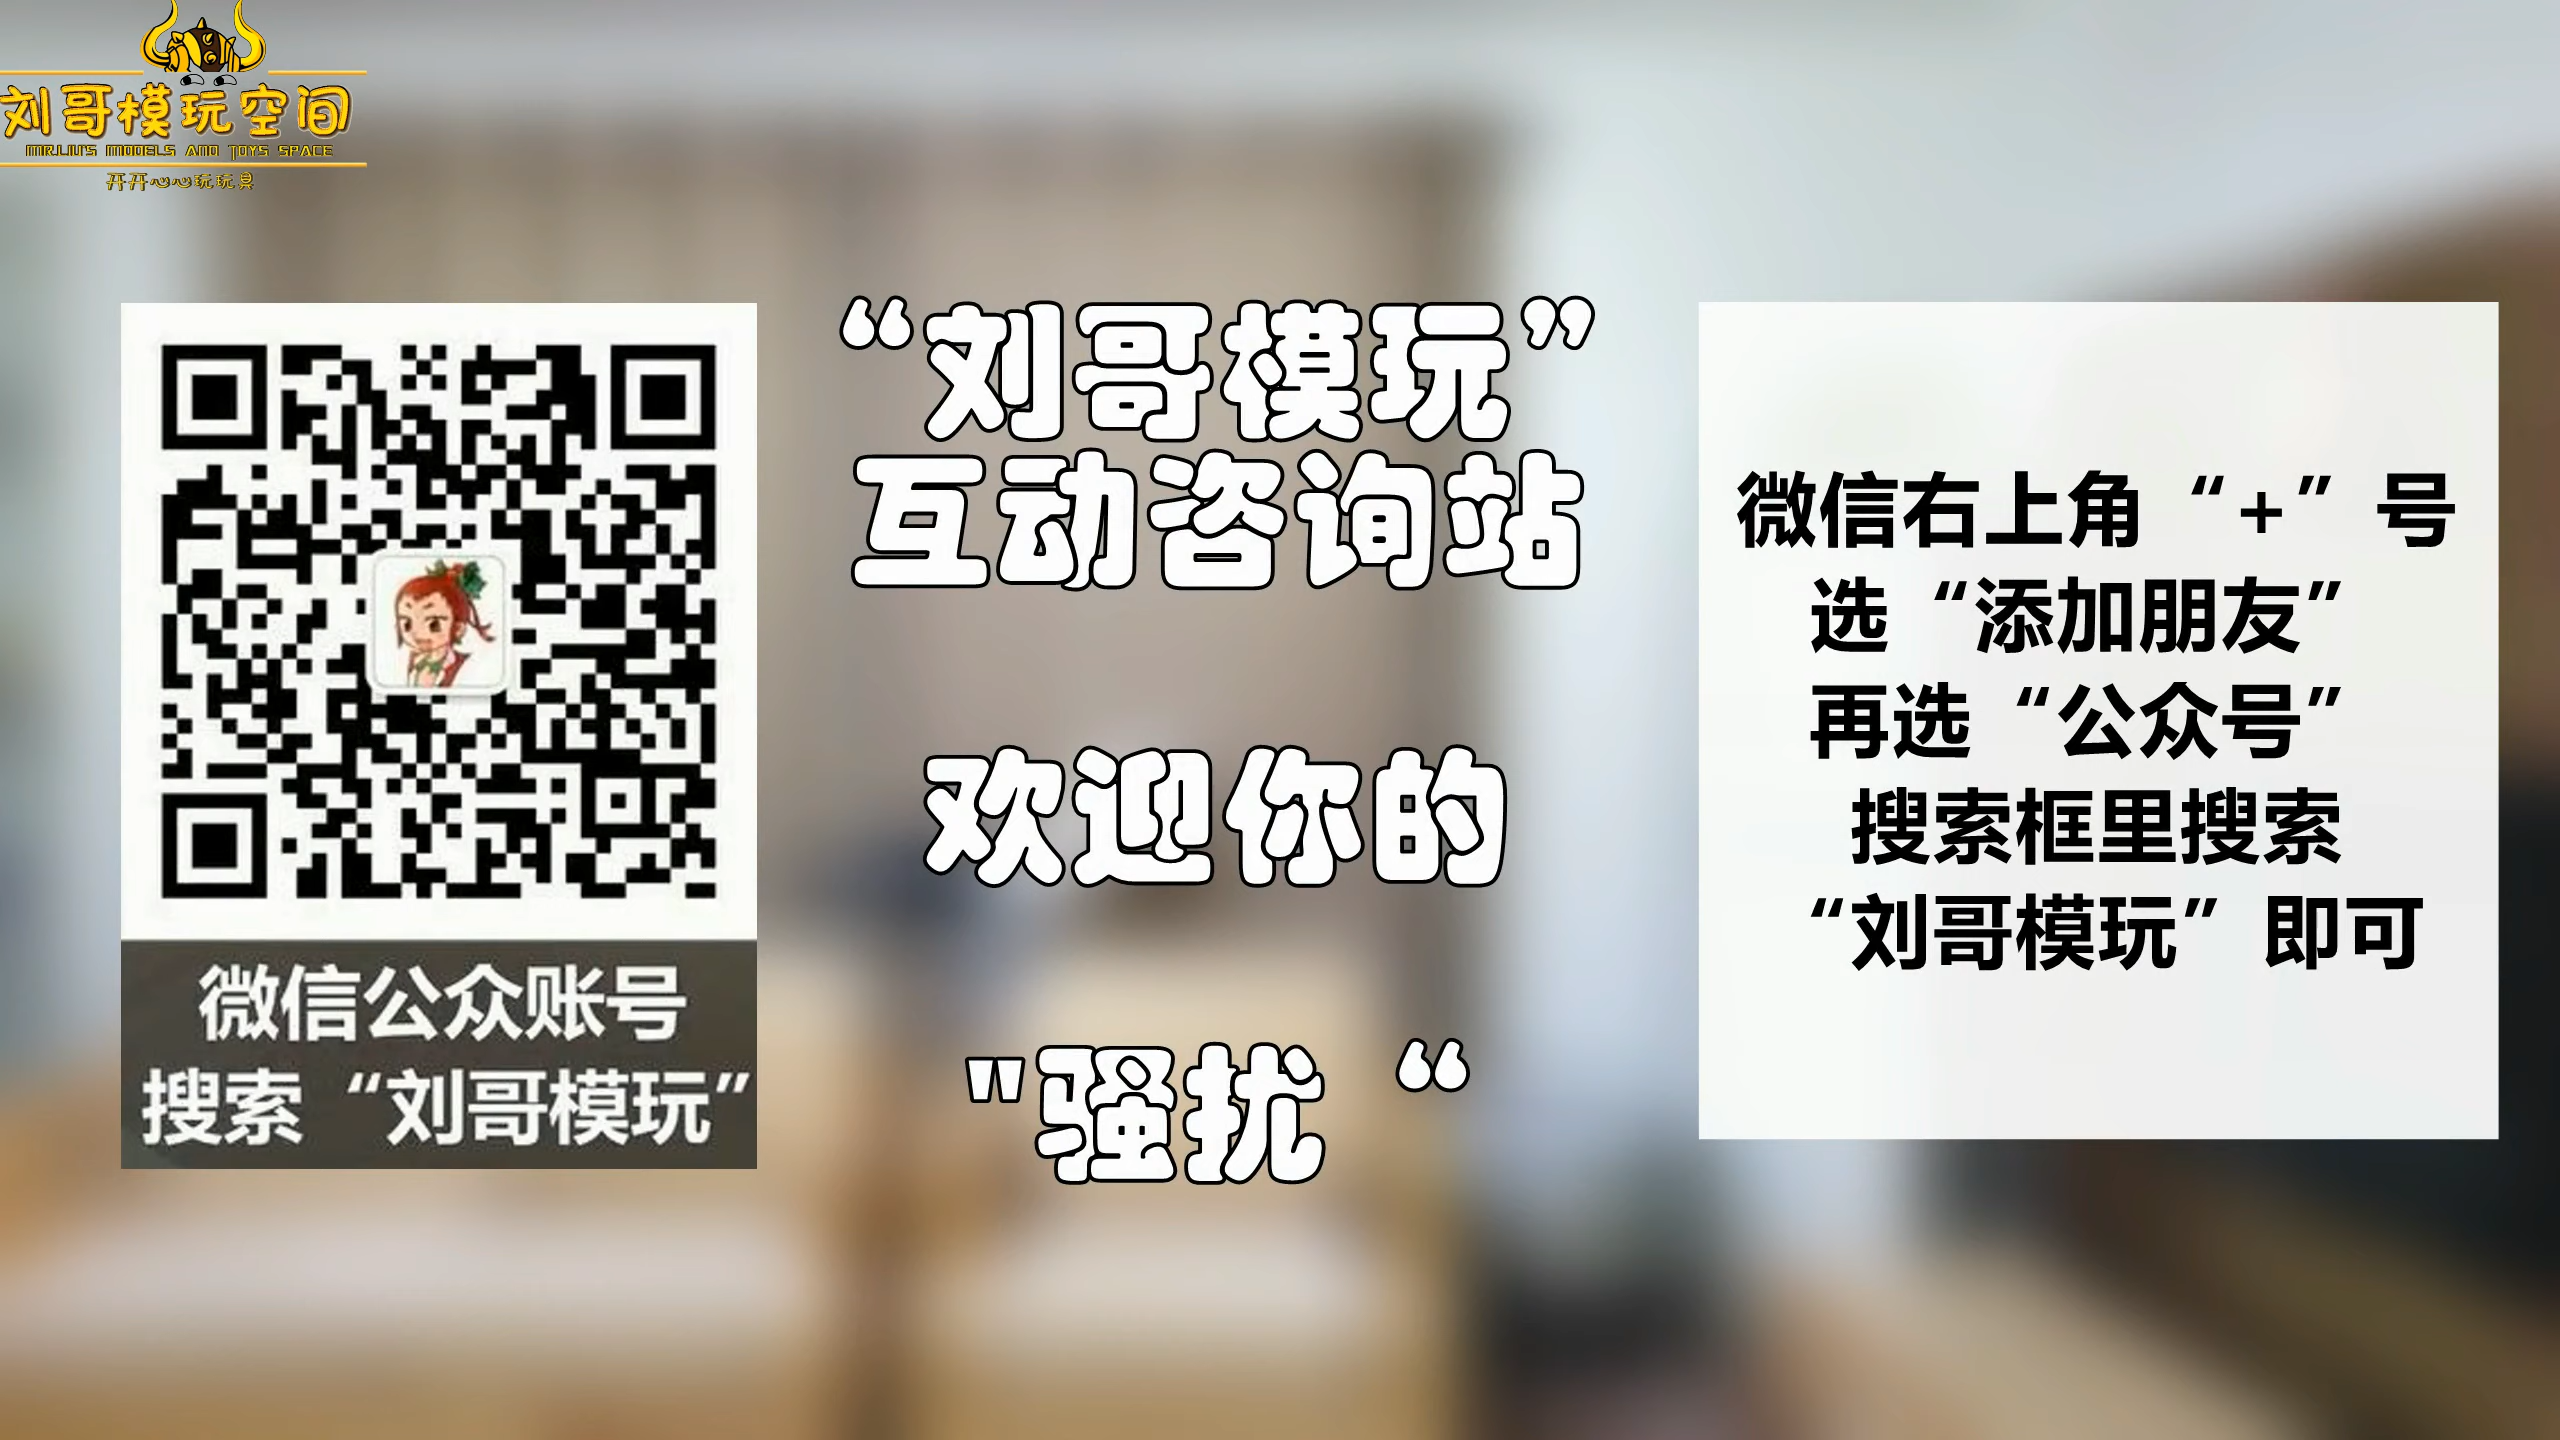 刘哥模玩空间
MR.LIU'S MODELS AND TOYS SPACE
开开心心玩玩具
“刘哥模玩”
互动咨询站
欢迎你的
"骚扰“
微信公众账号
搜索“刘哥模玩”
微信右上角“+”号
选“添加朋友”
再选“公众号”
搜索框里搜索
“刘哥模玩”即可